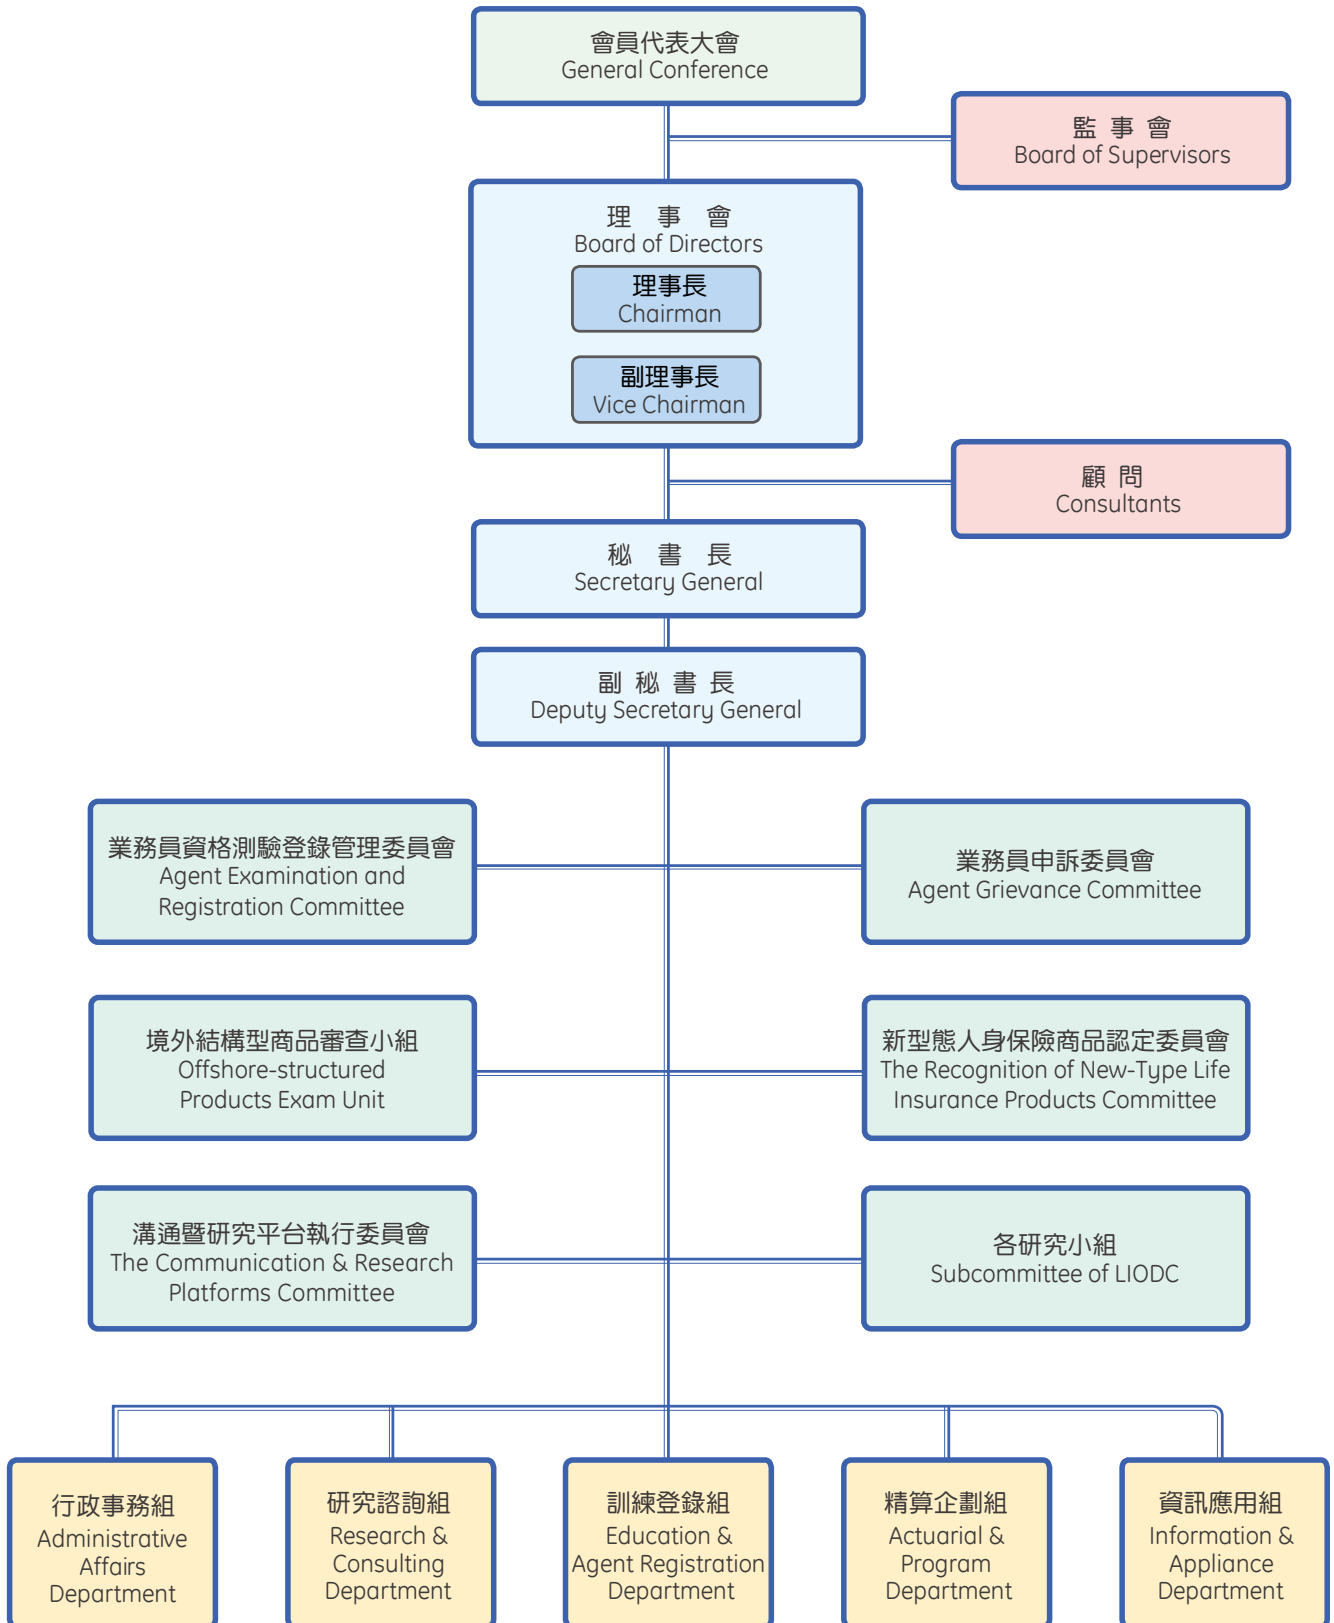 會員代表大會
General Conference
監事會
Board of Supervisors
理事會
Board of Directors
理事長
Chairman
副理事長
Vice Chairman
顧問
Consultants
秘書長
Secretary General
副秘書長
Deputy Secretary General
業務員資格測驗登錄管理委員會
Agent Examination and
Registration Committee
業務員申訴委員會
Agent Grievance Committee
境外結構型商品審查小組
Offshore-structured
Products Exam Unit
新型態人身保險商品認定委員會
The Recognition of New-Type Life
Insurance Products Committee
溝通暨研究平台執行委員會
The Communication & Research
Platforms Committee
各研究小組
Subcommittee of LIODC
行政事務組
Administrative
Affairs
Department
研究諮詢組
Research &
Consulting
Department
訓練登錄組
Education &
Agent Registration
Department
精算企劃組
Actuarial &
Program
Department
資訊應用組
Information &
Appliance
Department